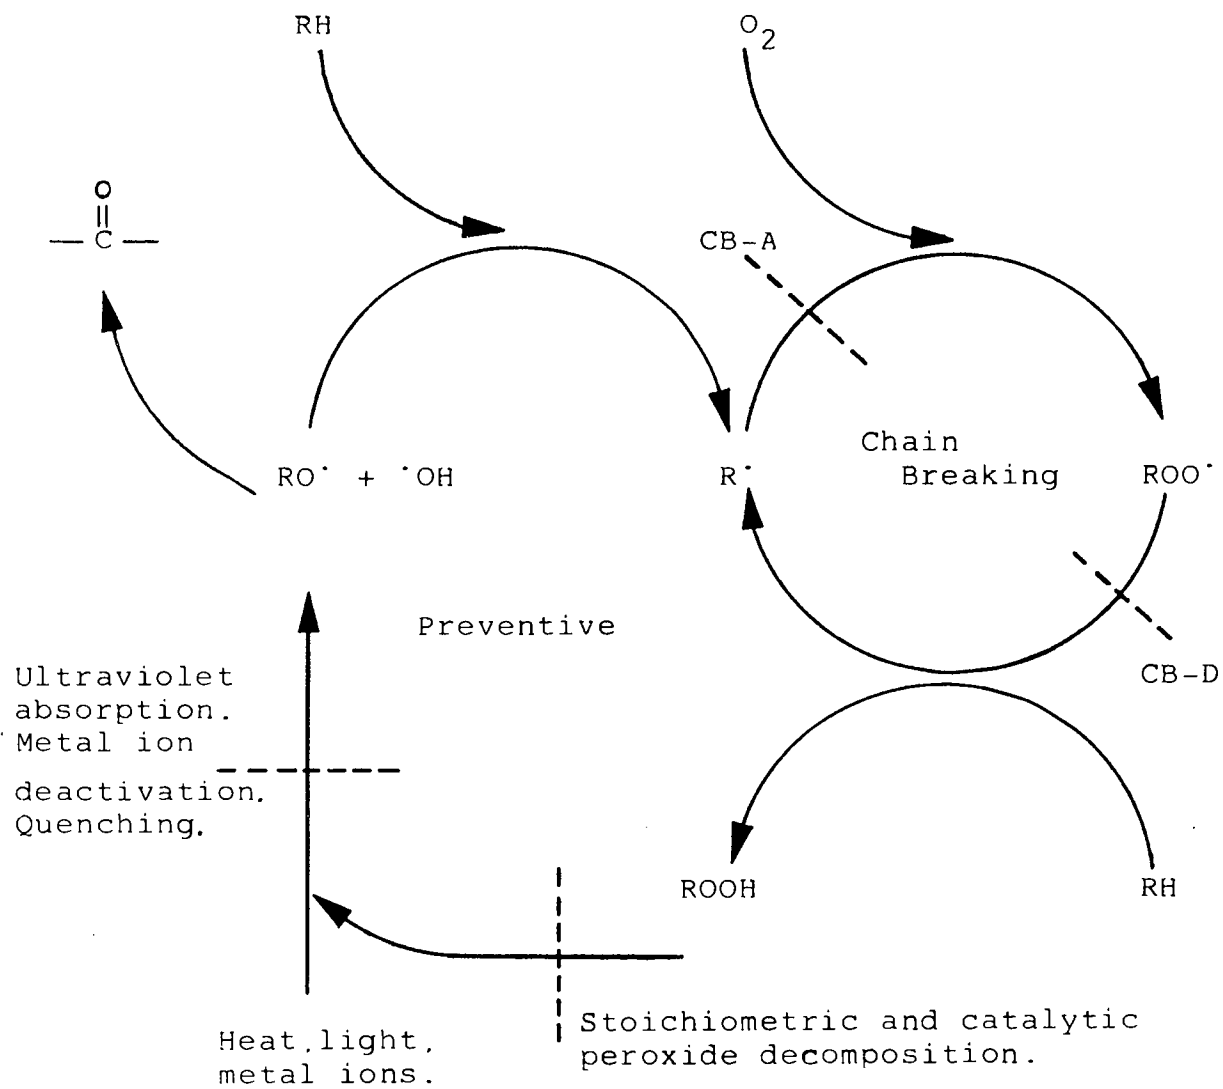 RH
O₂
O
||
— C —
CB-A
RO· + ·OH
R·
Chain
Breaking
ROO·
Preventive
CB-D
Ultraviolet
absorption.
Metal ion
deactivation.
Quenching.
ROOH
RH
Heat.light.
metal ions.
Stoichiometric and catalytic
peroxide decomposition.